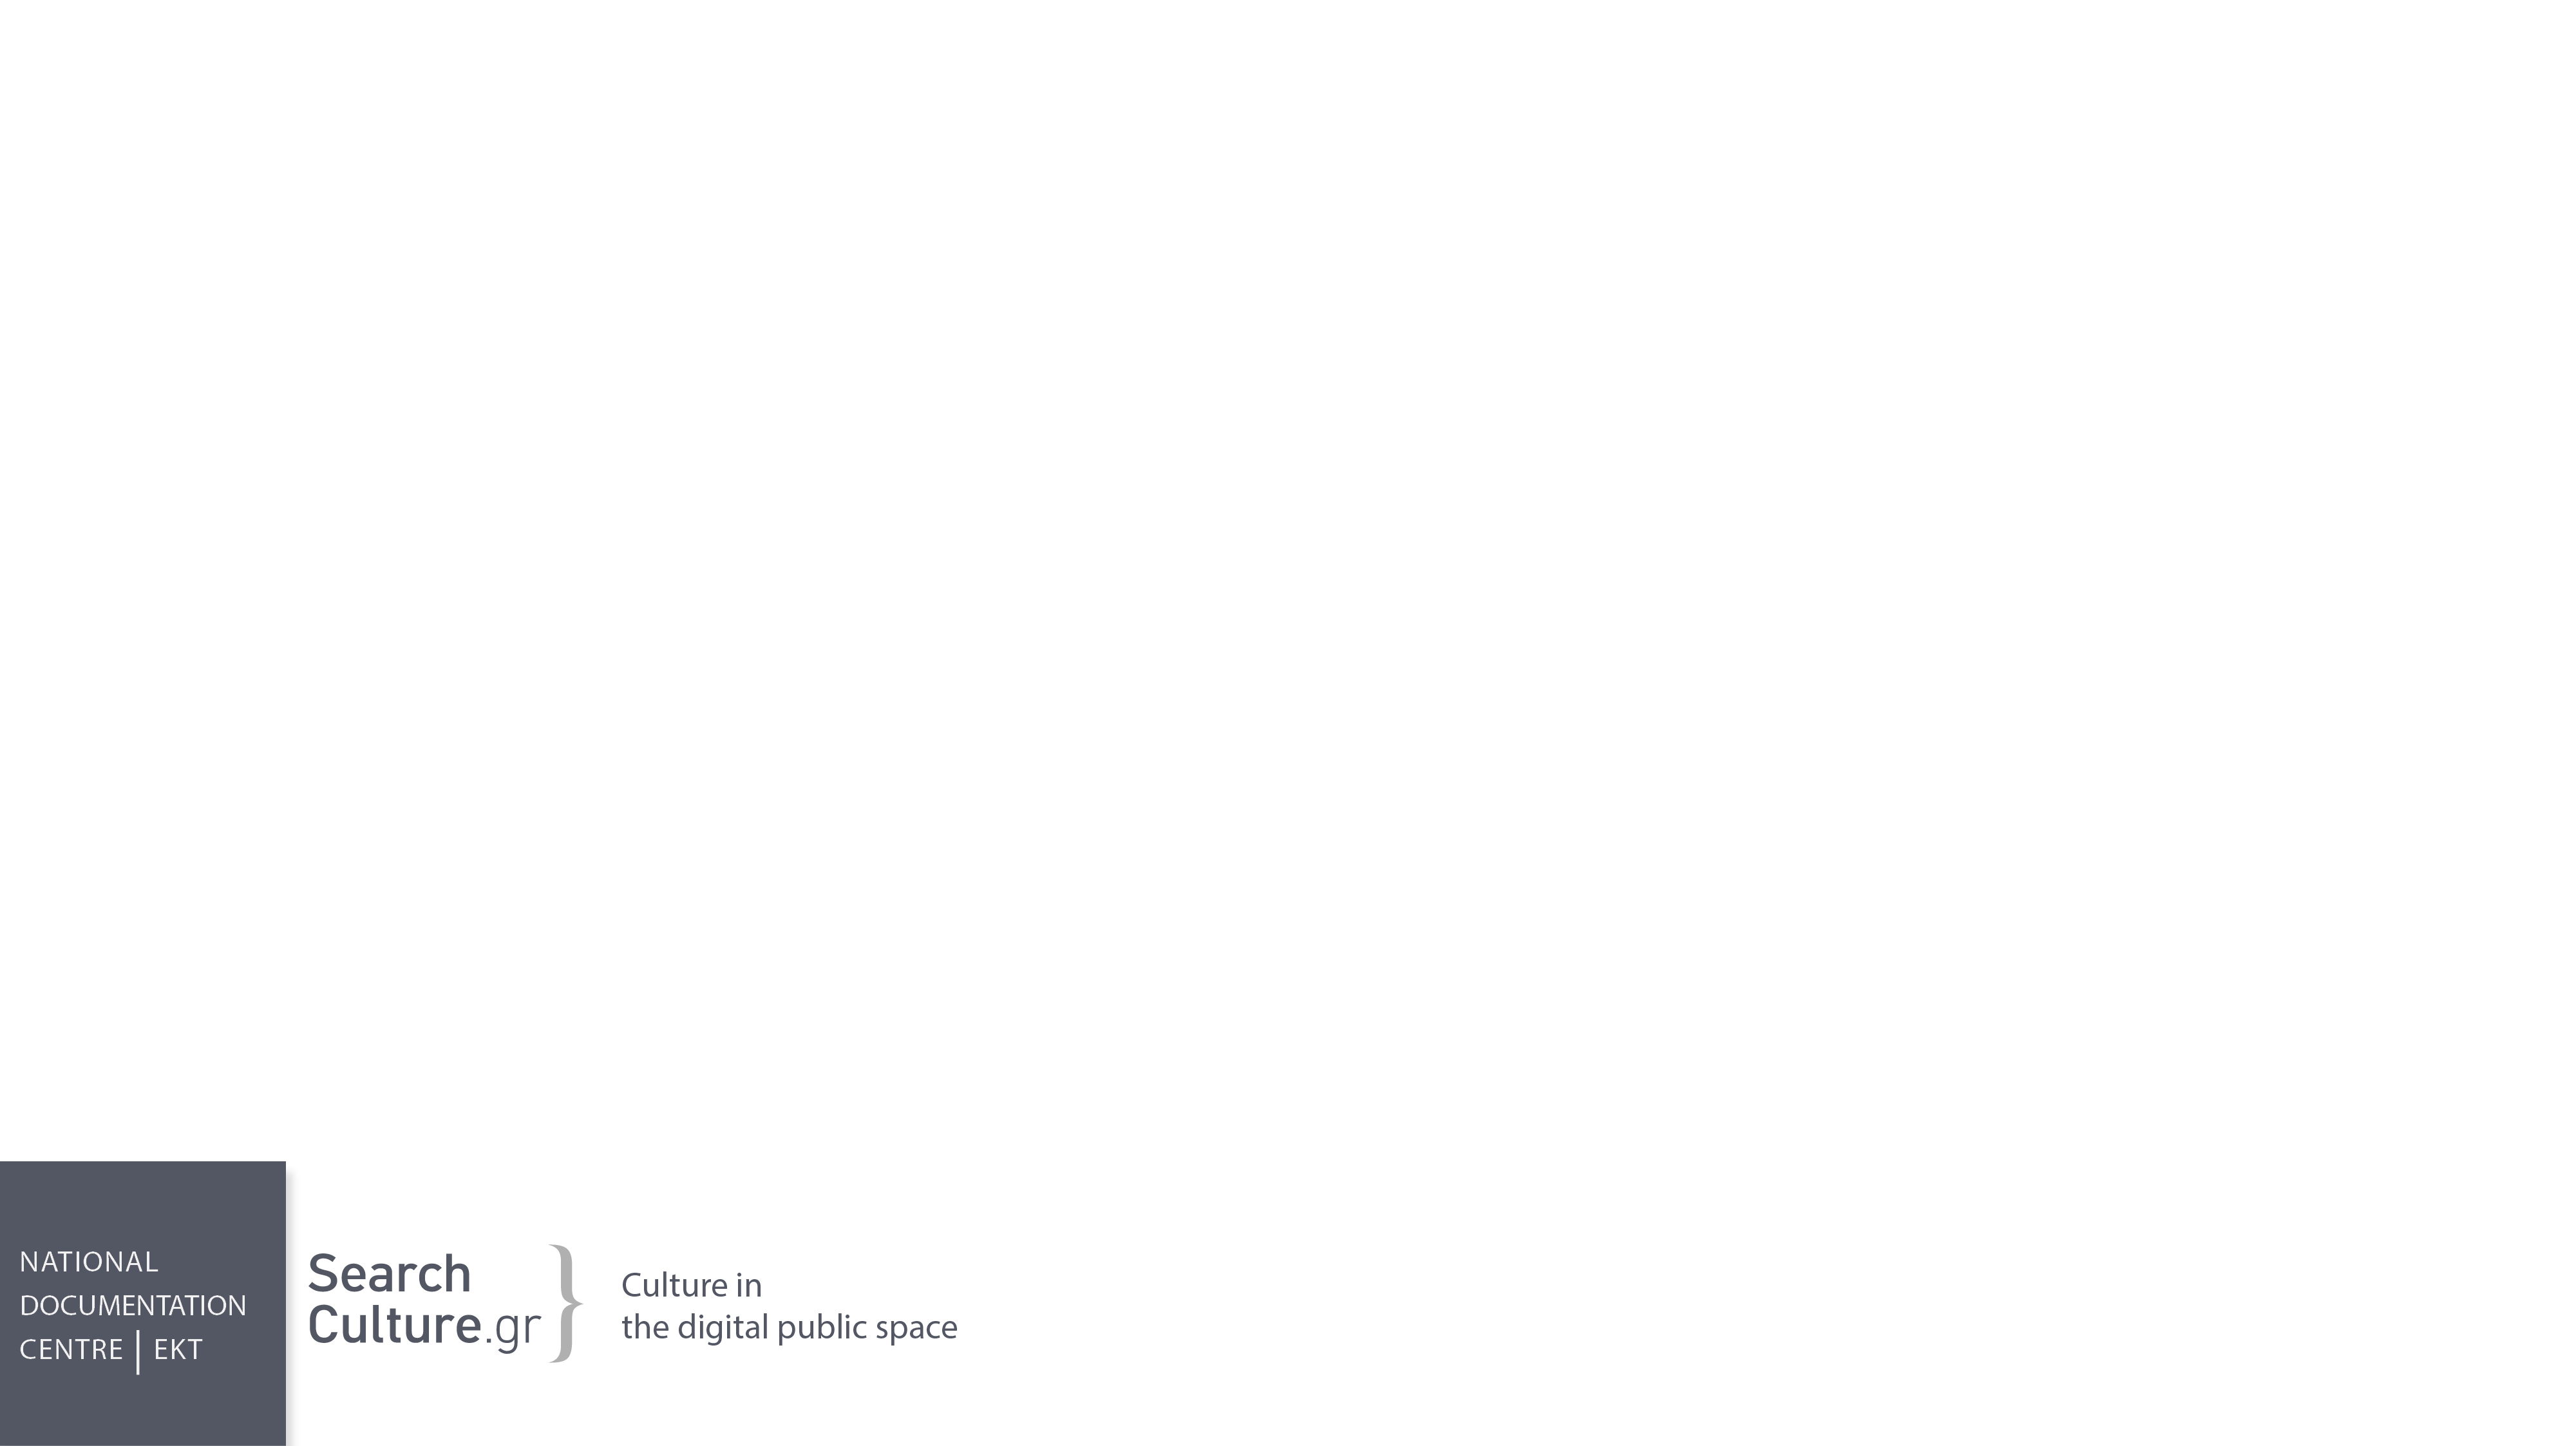 NATIONAL
DOCUMENTATION
CENTRE | EKT
Search
Culture.gr
Culture in
the digital public space